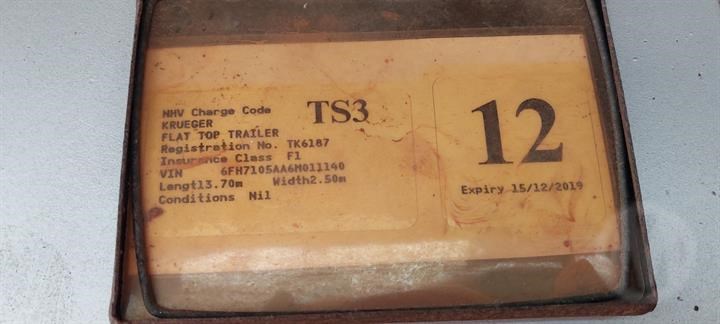 NHV Charge Code TS3
KRUEGER
FLAT TOP TRAILER
Registration No. TK6187
Insurance Class F1
VIN 6FH7105AA6M011140
Lengt13.70m Width2.50m
Conditions Nil
12
Expiry 15/12/2019